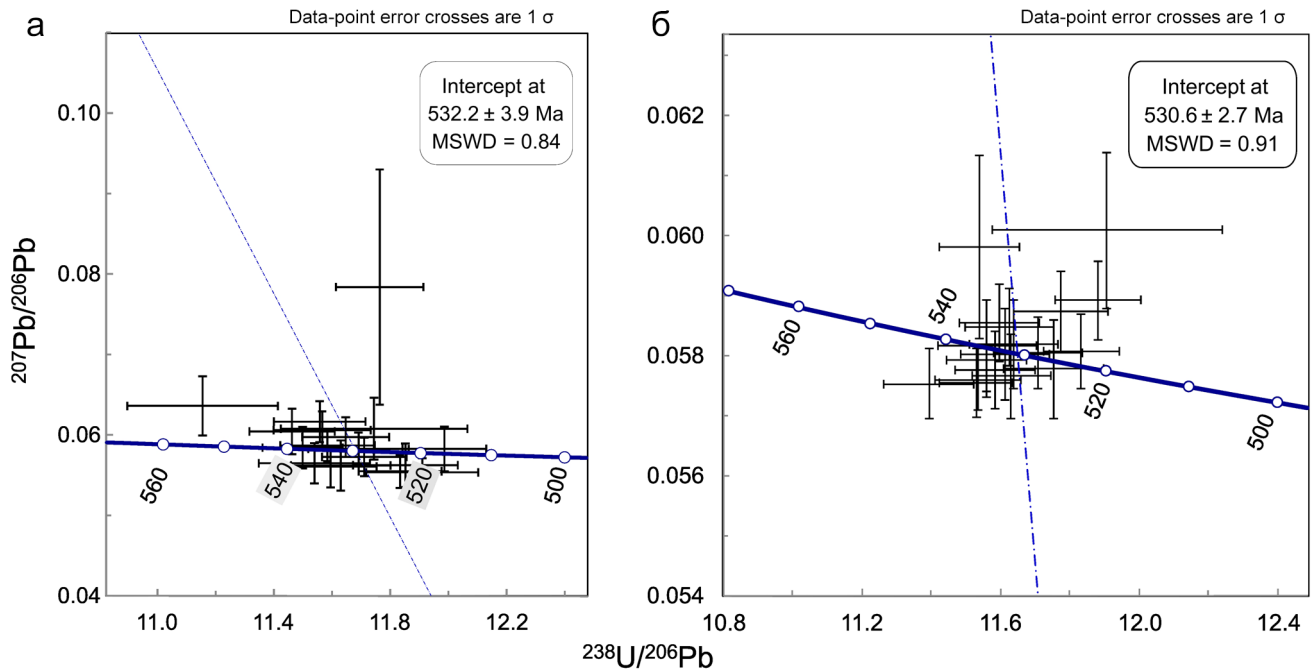 а
Data-point error crosses are 1 σ
Intercept at
532.2 ± 3.9 Ma
MSWD = 0.84
0.10
0.08
0.06
0.04
207Pb/206Pb
560
540
520
500
11.0
11.4
11.8
12.2
б
Data-point error crosses are 1 σ
Intercept at
530.6 ± 2.7 Ma
MSWD = 0.91
0.062
0.060
0.058
0.056
0.054
560
540
520
500
10.8
11.2
11.6
12.0
12.4
238U/206Pb